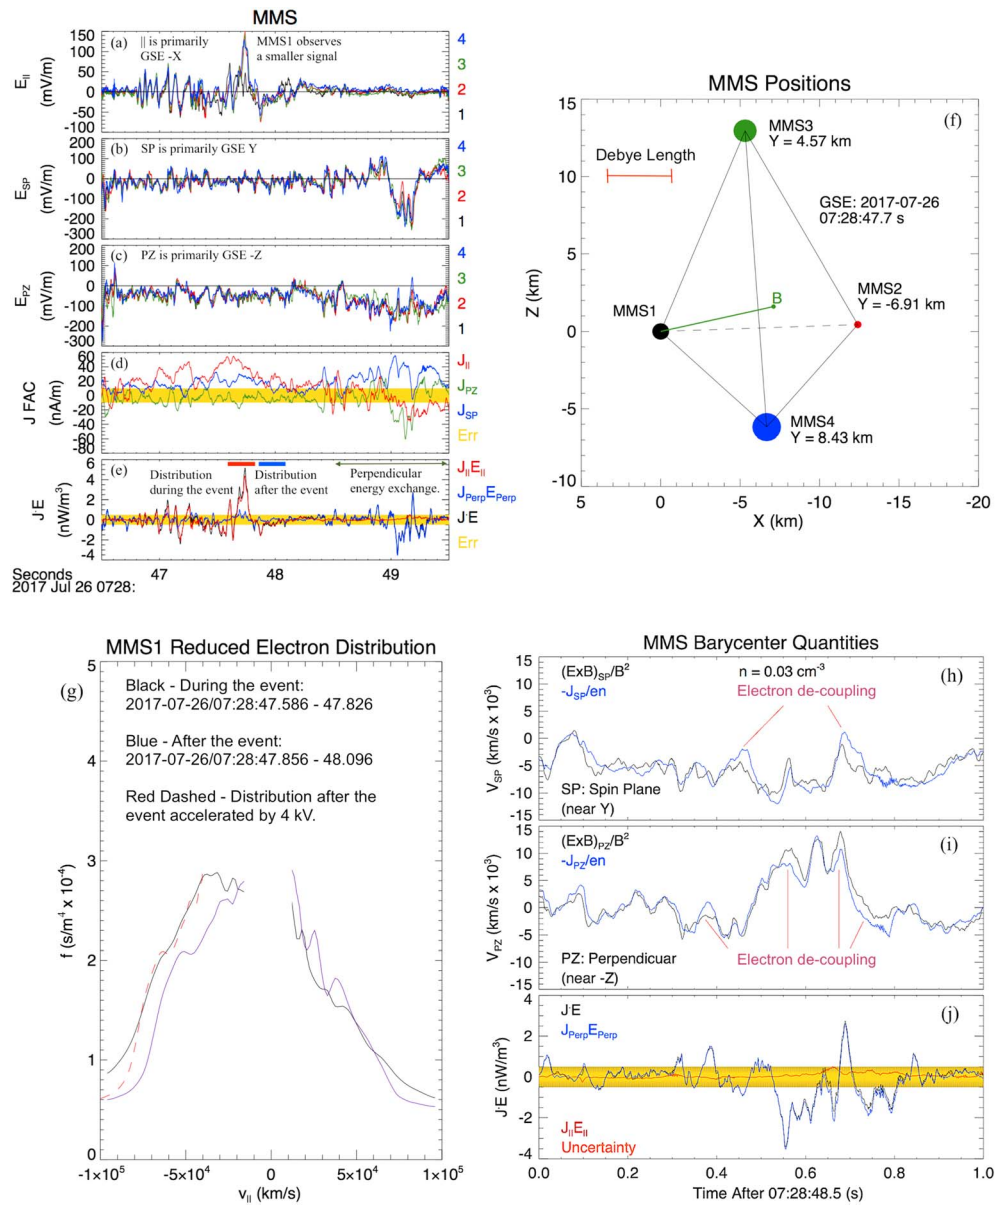 MMS
(a) || is primarily GSE -X
MMS1 observes a smaller signal
E|| (mV/m)
150
100
50
0
-50
-100
4
3
2
1
(b) SP is primarily GSE Y
ESP (mV/m)
200
100
0
-100
-200
-300
4
3
2
1
(c) PZ is primarily GSE -Z
EPZ (mV/m)
200
100
0
-100
-200
-300
4
3
2
1
(d)
J FAC (nA/m)
60
40
20
0
-20
-40
-60
-80
J||
JPZ
JSP
Err
(e)
Distribution during the event
Distribution after the event
Perpendicular energy exchange.
J·E (nW/m³)
6
4
2
0
-2
-4
J||E||
JPerpEPerp
J·E
Err
47
48
49
Seconds
2017 Jul 26 0728:
MMS Positions
(f)
15
10
5
0
-5
-10
Z (km)
5
0
-5
-10
-15
-20
X (km)
MMS3
Y = 4.57 km
Debye Length
GSE: 2017-07-26
07:28:47.7 s
MMS2
Y = -6.91 km
B
MMS1
MMS4
Y = 8.43 km
MMS1 Reduced Electron Distribution
(g)
Black - During the event:
2017-07-26/07:28:47.586 - 47.826
Blue - After the event:
2017-07-26/07:28:47.856 - 48.096
Red Dashed - Distribution after the
event accelerated by 4 kV.
f (s/m⁴ x 10⁻⁴)
5
4
3
2
1
0
-1×10⁵
-5×10⁴
0
5×10⁴
1×10⁵
v|| (km/s)
MMS Barycenter Quantities
(h)
(ExB)SP/B²
-JSP/en
n = 0.03 cm⁻³
Electron de-coupling
SP: Spin Plane
(near Y)
VSP (km/s x 10³)
15
10
5
0
-5
-10
-15
(i)
(ExB)PZ/B²
-JPZ/en
PZ: Perpendicuar
(near -Z)
Electron de-coupling
VPZ (km/s x 10³)
15
10
5
0
-5
-10
-15
(j)
J·E
JPerpEPerp
J||E||
Uncertainty
J·E (nW/m³)
4
2
0
-2
-4
0.0
0.2
0.4
0.6
0.8
1.0
Time After 07:28:48.5 (s)